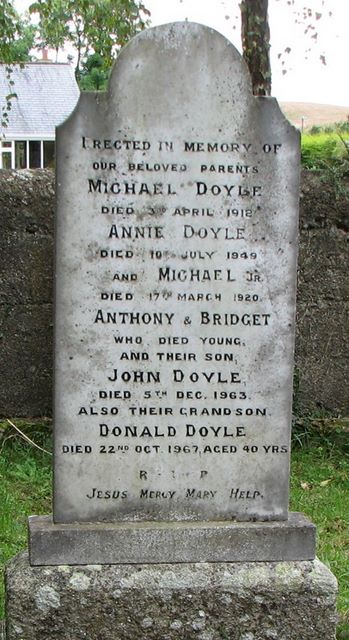 Erected in memory of
our beloved parents
Michael Doyle
died 3rd April 1912
Annie Doyle
died 10th July 1949
and Michael Jr.
died 17th March 1920.
Anthony & Bridget
who died young,
and their son,
John Doyle,
died 5th Dec. 1963.
Also their grandson
Donald Doyle
died 22nd Oct. 1967, aged 40 yrs
R · I · P
Jesus Mercy Mary Help.